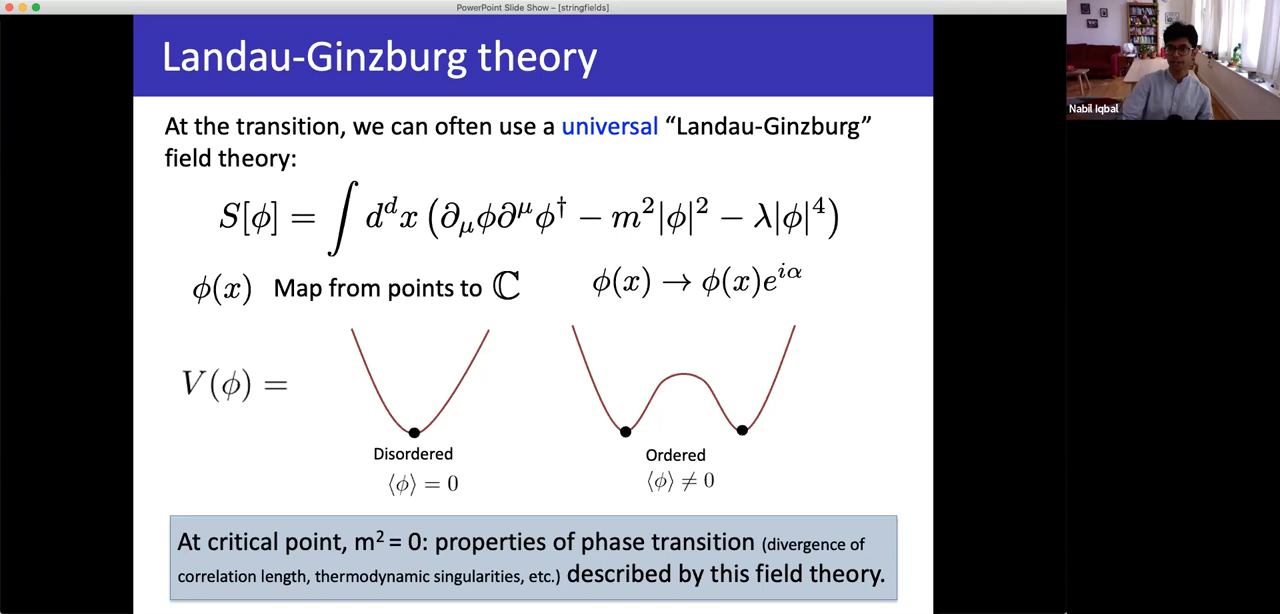 PowerPoint Slide Show – [stringfields]
Landau-Ginzburg theory
Nabil Iqbal
At the transition, we can often use a universal “Landau-Ginzburg”
field theory:
S[ϕ] = ∫ d^d x (∂_μ ϕ ∂^μ ϕ^† − m^2|ϕ|^2 − λ|ϕ|^4)
ϕ(x) Map from points to ℂ ϕ(x) → ϕ(x)e^{iα}
V(ϕ) =
Disordered Ordered
⟨ϕ⟩ = 0 ⟨ϕ⟩ ≠ 0
At critical point, m² = 0: properties of phase transition (divergence of
correlation length, thermodynamic singularities, etc.) described by this field theory.